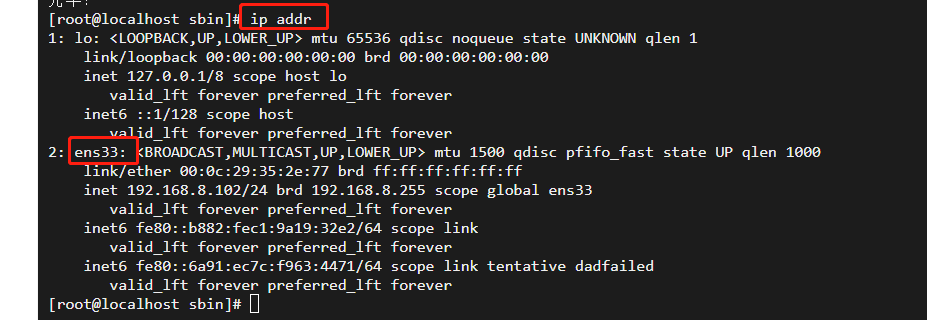 [root@localhost sbin]# ip addr
1: lo: <LOOPBACK,UP,LOWER_UP> mtu 65536 qdisc noqueue state UNKNOWN qlen 1
link/loopback 00:00:00:00:00:00 brd 00:00:00:00:00:00
inet 127.0.0.1/8 scope host lo
valid_lft forever preferred_lft forever
inet6 ::1/128 scope host
valid_lft forever preferred_lft forever
2: ens33: <BROADCAST,MULTICAST,UP,LOWER_UP> mtu 1500 qdisc pfifo_fast state UP qlen 1000
link/ether 00:0c:29:35:2e:77 brd ff:ff:ff:ff:ff:ff
inet 192.168.8.102/24 brd 192.168.8.255 scope global ens33
valid_lft forever preferred_lft forever
inet6 fe80::b882:fec1:9a19:32e2/64 scope link
valid_lft forever preferred_lft forever
inet6 fe80::6a91:ec7c:f963:4471/64 scope link tentative dadfailed
valid_lft forever preferred_lft forever
[root@localhost sbin]#